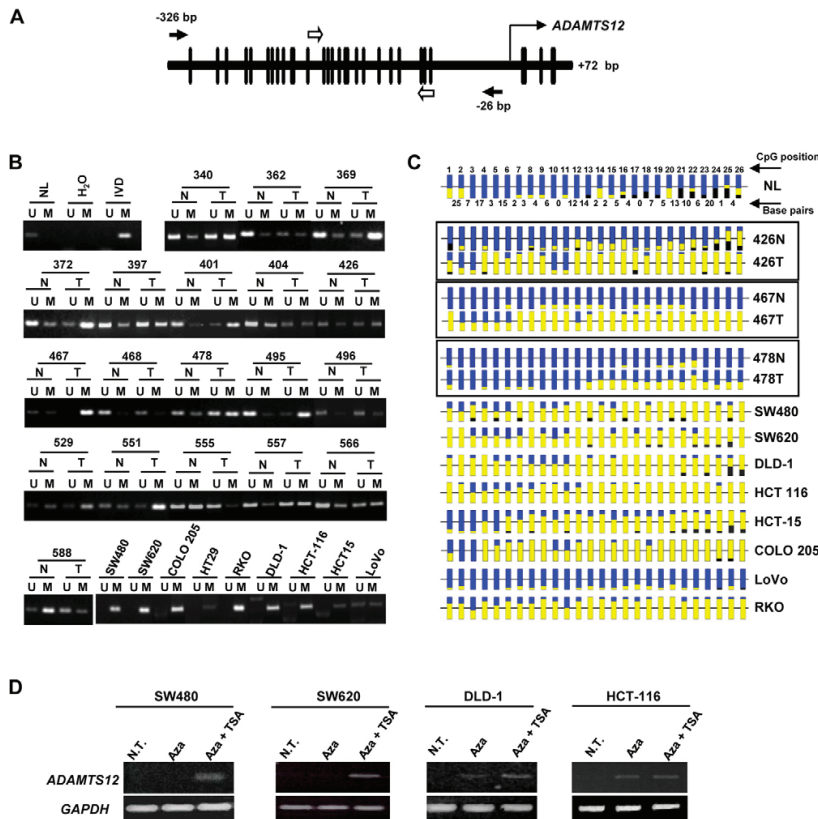 A
-326 bp
ADAMTS12
+72 bp
-26 bp
B
NL H2O IVD
U M U M U M
340 362 369
N T N T N T
U M U M U M U M U M U M
372 397 401 404 426
N T N T N T N T N T
U M U M U M U M U M U M U M U M U M U M
467 468 478 495 496
N T N T N T N T N T
U M U M U M U M U M U M U M U M U M U M
529 551 555 557 566
N T N T N T N T N T
U M U M U M U M U M U M U M U M U M U M
588
N T
SW480 SW620 COLO 205 HT29 RKO DLD-1 HCT-116 HCT15 LoVo
U M U M U M U M U M U M U M U M U M U M U M
C
CpG position
1 2 3 4 5 6 7 8 9 10 11 12 13 14 15 16 17 18 19 20 21 22 23 24 25 26
NL
25 7 17 3 15 2 3 4 6 0 12 14 2 2 5 4 0 7 5 13 10 6 20 1 4
Base pairs
426N
426T
467N
467T
478N
478T
SW480
SW620
DLD-1
HCT 116
HCT-15
COLO 205
LoVo
RKO
D
SW480 SW620 DLD-1 HCT-116
N.T. Aza Aza + TSA N.T. Aza Aza + TSA N.T. Aza Aza + TSA N.T. Aza Aza + TSA
ADAMTS12
GAPDH